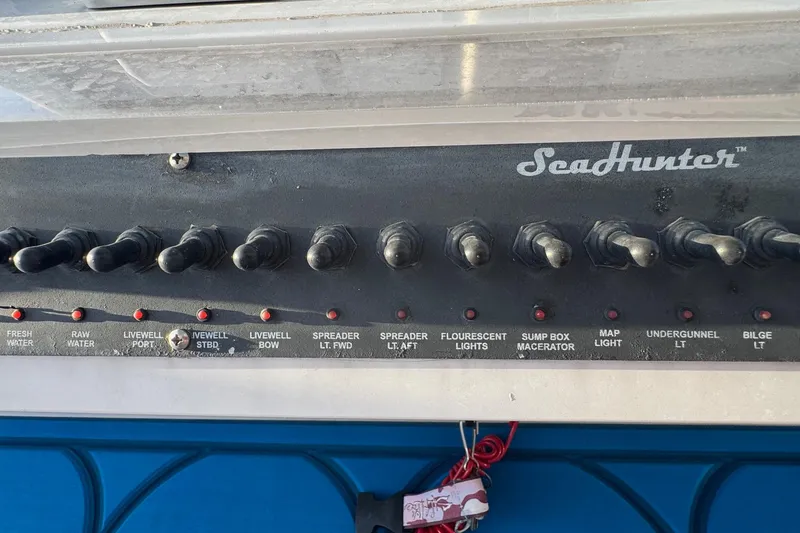 SeaHunter™
FRESH
WATER
RAW
WATER
LIVEWELL
PORT
IVEWELL
STBD
LIVEWELL
BOW
SPREADER
LT. FWD
SPREADER
LT. AFT
FLOURESCENT
LIGHTS
SUMP BOX
MACERATOR
MAP
LIGHT
UNDERGUNNEL
LT
BILGE
LT